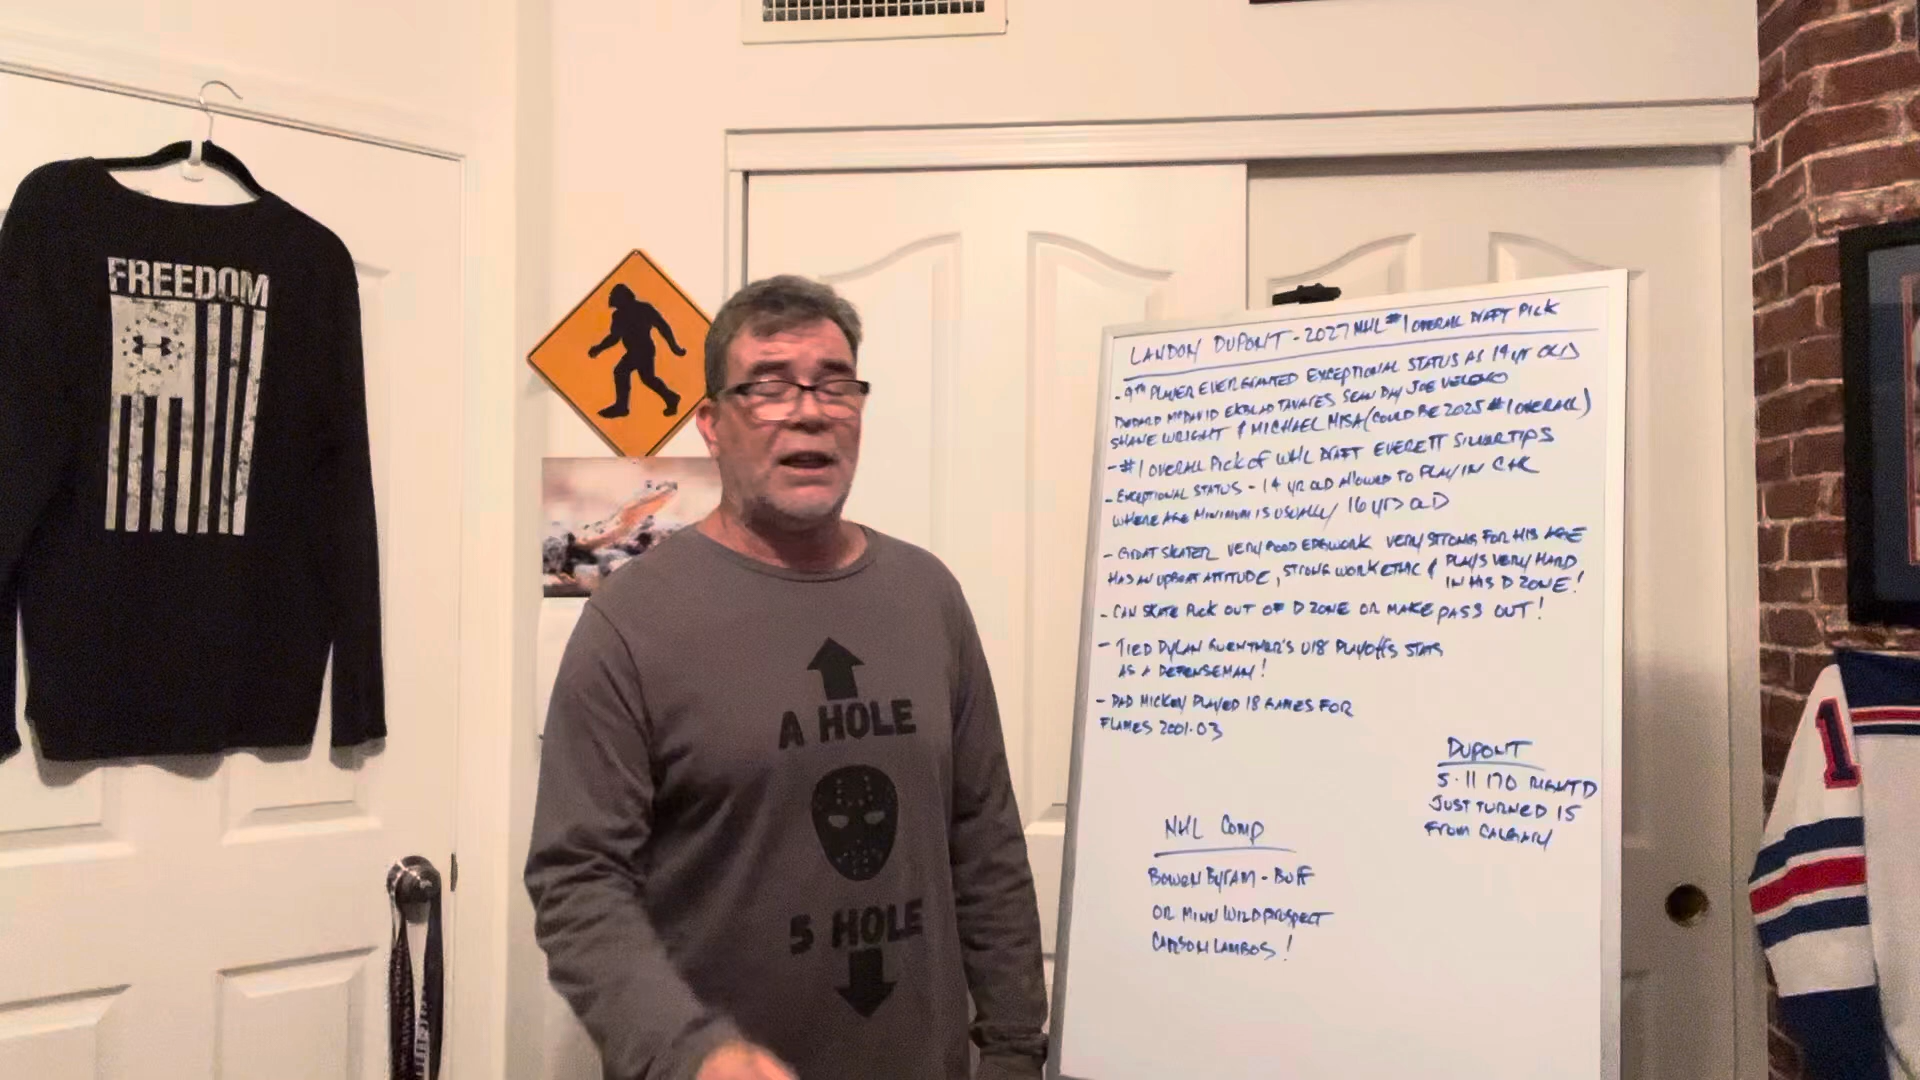 FREEDOM
A HOLE
5 HOLE
LANDON DUPONT - 2027 NHL #1 OVERALL DRAFT PICK
- 9TH PLAYER EVER GRANTED EXCEPTIONAL STATUS AS 14 YR OLD
BEDARD McDAVID EKBLAD TAVARES SEAN DAY JOE VELENO
SHANE WRIGHT & MICHAEL MISA (COULD BE 2025 #1 OVERALL)
- #1 OVERALL PICK OF WHL DRAFT EVERETT SILVERTIPS
- EXCEPTIONAL STATUS - 14 YR OLD ALLOWED TO PLAY IN
WHERE AGE MINIMUM IS USUALLY 16 YRS OLD
- GREAT SKATER VERY GOOD EDGEWORK VERY STRONG FOR HIS AGE
HAS AN UPBEAT ATTITUDE, STRONG WORK ETHIC & PLAYS VERY HARD
IN HIS D ZONE!
- CAN SKATE PUCK OUT OF D ZONE OR MAKE PASS OUT!
- TIED DYLAN GUENTHER'S U18 PLAYOFFS STATS
AS A DEFENSEMAN!
- DAD MICKEY PLAYED 18 GAMES FOR
FLAMES 2001-03
DUPONT
5-11 170 RIGHT D
JUST TURNED 15
FROM CALGARY
NHL COMP
BOWEN BYRAM - BUFF
OR MINN WILD PROSPECT
CARSON LAMBOS!
1